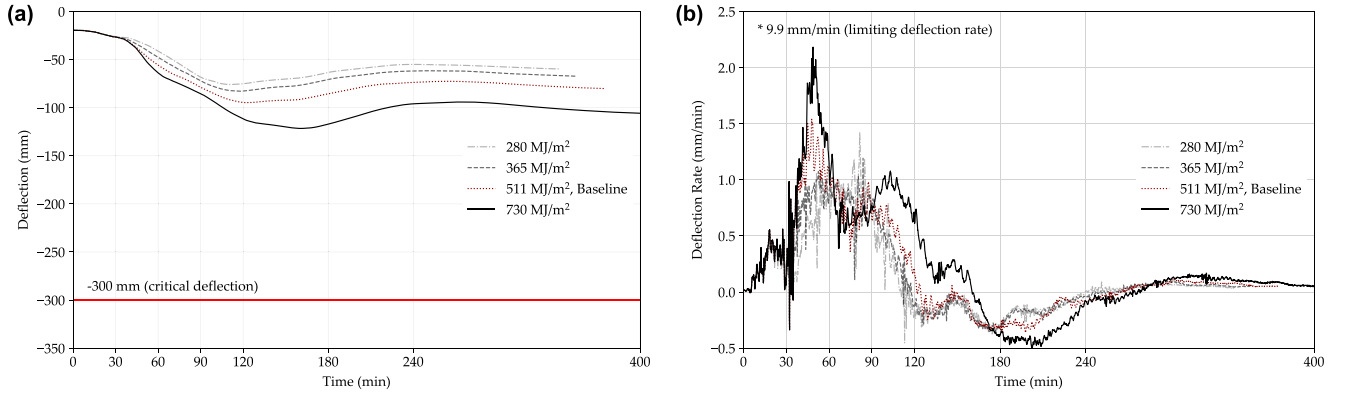 (a)
0
−50
−100
−150
−200
−250
−300
−350
Deflection (mm)
280 MJ/m²
365 MJ/m²
511 MJ/m², Baseline
730 MJ/m²
-300 mm (critical deflection)
0 30 60 90 120 180 240 400
Time (min)
(b)
2.5
2.0
1.5
1.0
0.5
0.0
−0.5
Deflection Rate (mm/min)
* 9.9 mm/min (limiting deflection rate)
280 MJ/m²
365 MJ/m²
511 MJ/m², Baseline
730 MJ/m²
0 30 60 90 120 180 240 400
Time (min)